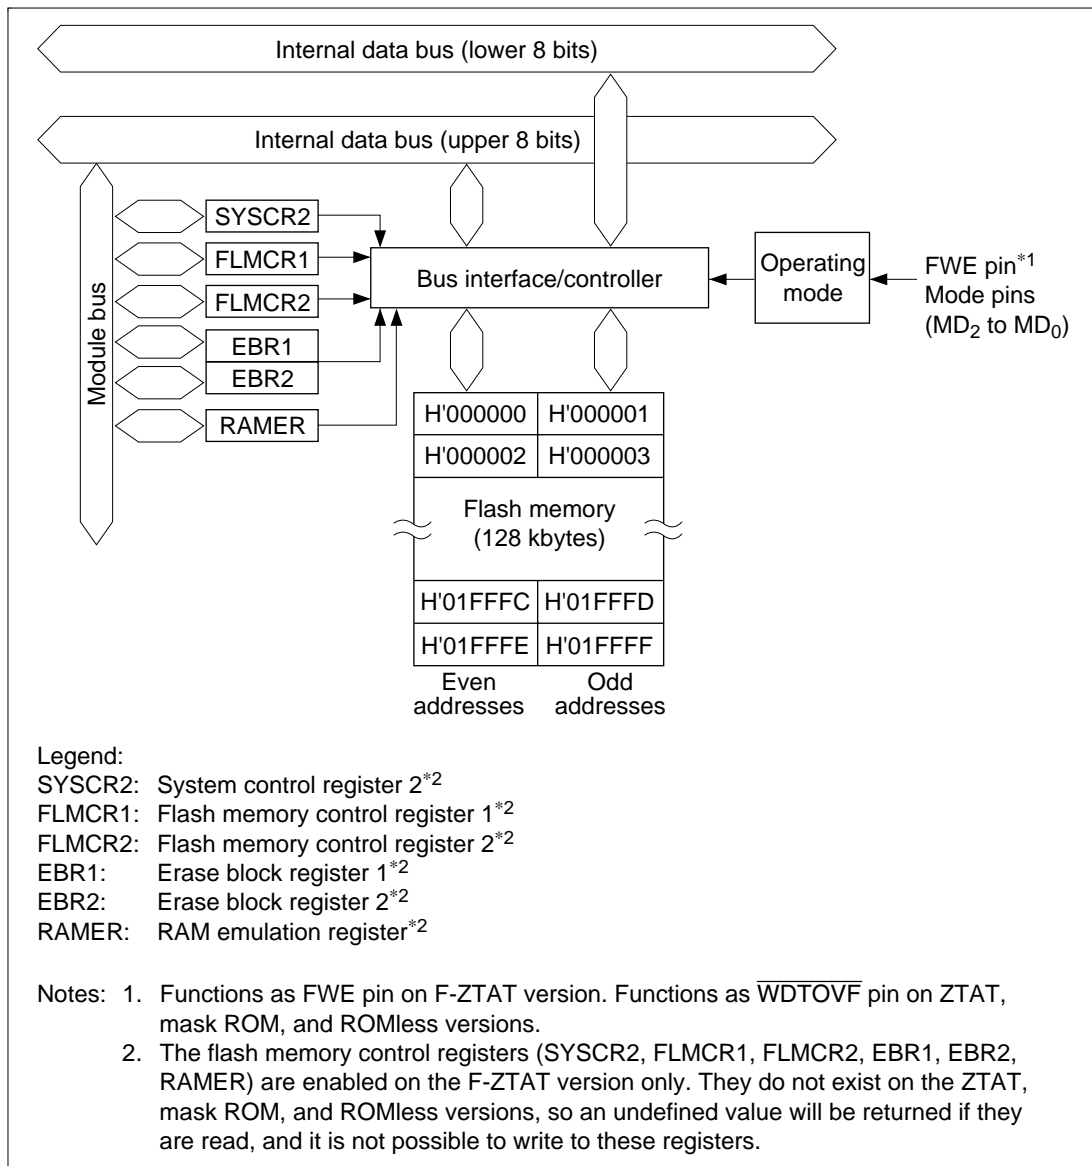 Internal data bus (lower 8 bits)
Internal data bus (upper 8 bits)
Module bus
SYSCR2
FLMCR1
FLMCR2
EBR1
EBR2
RAMER
Bus interface/controller
Operating
mode
FWE pin*1
Mode pins
(MD2 to MD0)
H'000000 H'000001
H'000002 H'000003
Flash memory
(128 kbytes)
H'01FFFC H'01FFFD
H'01FFFE H'01FFFF
Even Odd
addresses addresses
Legend:
SYSCR2: System control register 2*2
FLMCR1: Flash memory control register 1*2
FLMCR2: Flash memory control register 2*2
EBR1: Erase block register 1*2
EBR2: Erase block register 2*2
RAMER: RAM emulation register*2
Notes: 1. Functions as FWE pin on F-ZTAT version. Functions as WDTOVF pin on ZTAT,
mask ROM, and ROMless versions.
2. The flash memory control registers (SYSCR2, FLMCR1, FLMCR2, EBR1, EBR2,
RAMER) are enabled on the F-ZTAT version only. They do not exist on the ZTAT,
mask ROM, and ROMless versions, so an undefined value will be returned if they
are read, and it is not possible to write to these registers.